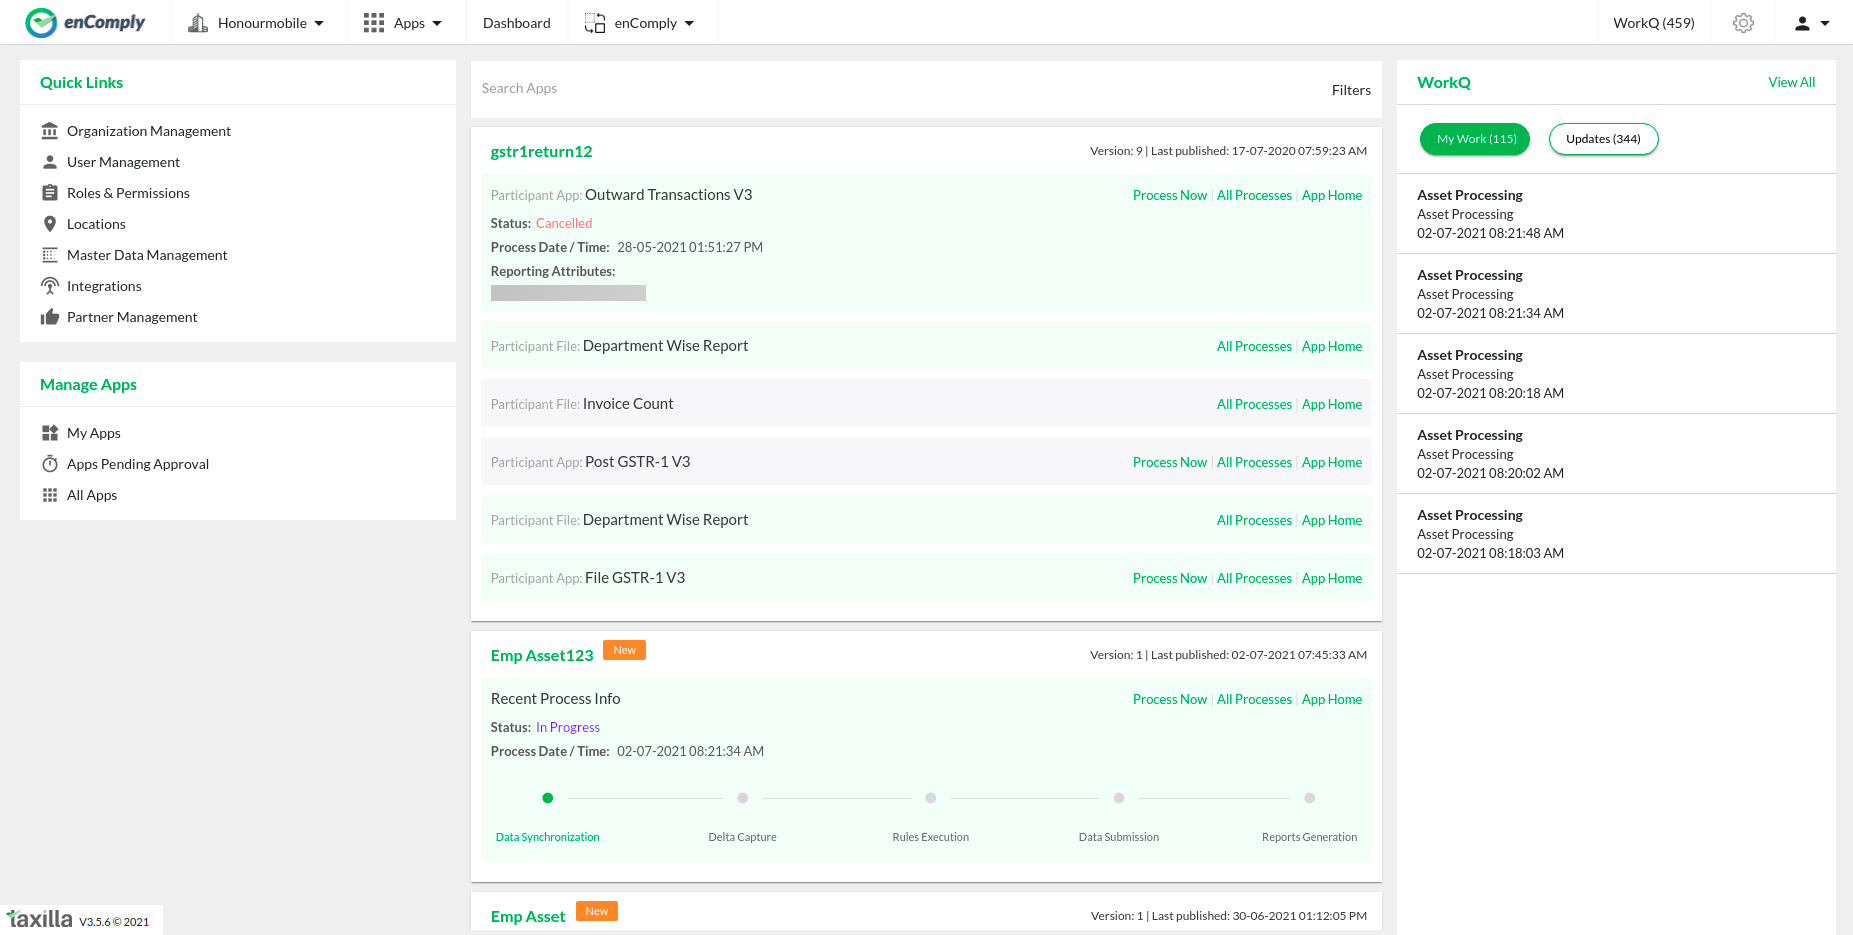 enComply
Honourmobile
Apps
Dashboard
enComply
WorkQ (459)
Quick Links
Organization Management
User Management
Roles & Permissions
Locations
Master Data Management
Integrations
Partner Management
Manage Apps
My Apps
Apps Pending Approval
All Apps
Search Apps
Filters
gstr1return12
Version: 9 | Last published: 17-07-2020 07:59:23 AM
Participant App: Outward Transactions V3
Process Now | All Processes | App Home
Status: Cancelled
Process Date / Time: 28-05-2021 01:51:27 PM
Reporting Attributes:
Participant File: Department Wise Report
All Processes | App Home
Participant File: Invoice Count
All Processes | App Home
Participant App: Post GSTR-1 V3
Process Now | All Processes | App Home
Participant File: Department Wise Report
All Processes | App Home
Participant App: File GSTR-1 V3
Process Now | All Processes | App Home
Emp Asset123 New
Version: 1 | Last published: 02-07-2021 07:45:33 AM
Recent Process Info
Process Now | All Processes | App Home
Status: In Progress
Process Date / Time: 02-07-2021 08:21:34 AM
Data Synchronization
Delta Capture
Rules Execution
Data Submission
Reports Generation
Emp Asset New
Version: 1 | Last published: 30-06-2021 01:12:05 PM
WorkQ
View All
My Work (115)
Updates (344)
Asset Processing
Asset Processing
02-07-2021 08:21:48 AM
Asset Processing
Asset Processing
02-07-2021 08:21:34 AM
Asset Processing
Asset Processing
02-07-2021 08:20:18 AM
Asset Processing
Asset Processing
02-07-2021 08:20:02 AM
Asset Processing
Asset Processing
02-07-2021 08:18:03 AM
taxilla V3.5.6 © 2021